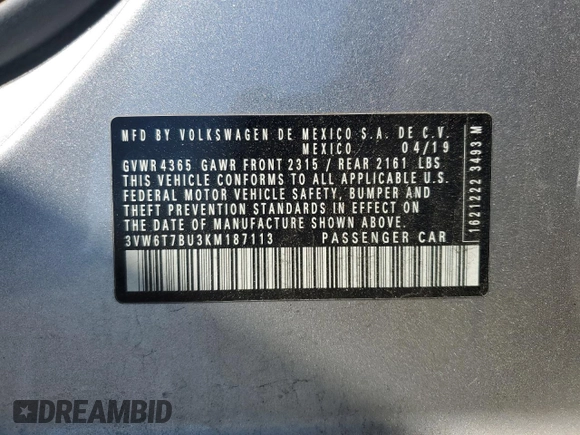 MFD BY VOLKSWAGEN DE MEXICO S.A. DE C.V.
MEXICO 04/19
GVWR 4365 GAWR FRONT 2315 / REAR 2161 LBS
THIS VEHICLE CONFORMS TO ALL APPLICABLE U.S.
FEDERAL MOTOR VEHICLE SAFETY, BUMPER AND
THEFT PREVENTION STANDARDS IN EFFECT ON
THE DATE OF MANUFACTURE SHOWN ABOVE.
3VW6T7BU3KM187113 PASSENGER CAR
1621222 3493 M
DREAMBID